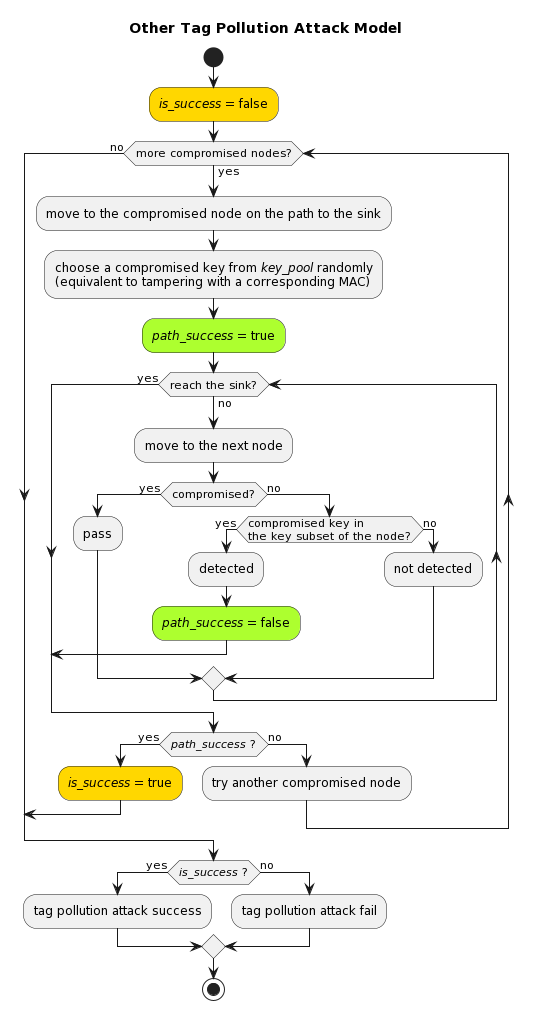 Other Tag Pollution Attack Model
is_success = false
no
more compromised nodes?
yes
move to the compromised node on the path to the sink
choose a compromised key from key_pool randomly
(equivalent to tampering with a corresponding MAC)
path_success = true
yes
reach the sink?
no
move to the next node
yes
compromised?
no
pass
yes
compromised key in
the key subset of the node?
no
detected
not detected
path_success = false
yes
path_success ?
no
is_success = true
try another compromised node
yes
is_success ?
no
tag pollution attack success
tag pollution attack fail